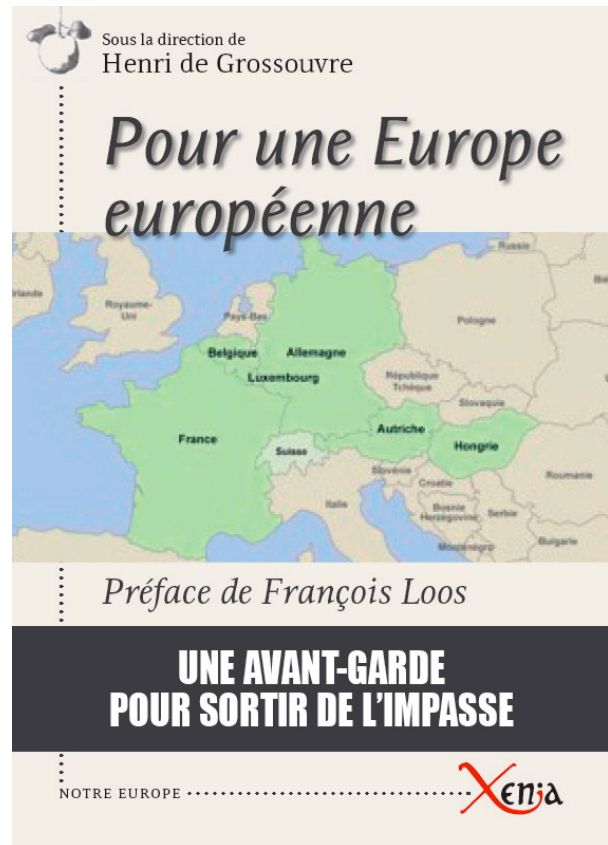 Sous la direction de
Henri de Grossouvre
Pour une Europe
européenne
Russie
Irlande
Royaume-
Uni
Pays-Bas
Pologne
Belgique
Allemagne
Luxembourg
République
Tchèque
Slovaquie
France
Autriche
Hongrie
Suisse
Slovénie
Roumanie
Croatie
Italie
Bosnie
Herzégovine
Serbie
Monténégro
Bulgarie
Préface de François Loos
UNE AVANT-GARDE
POUR SORTIR DE L’IMPASSE
NOTRE EUROPE
Xenia